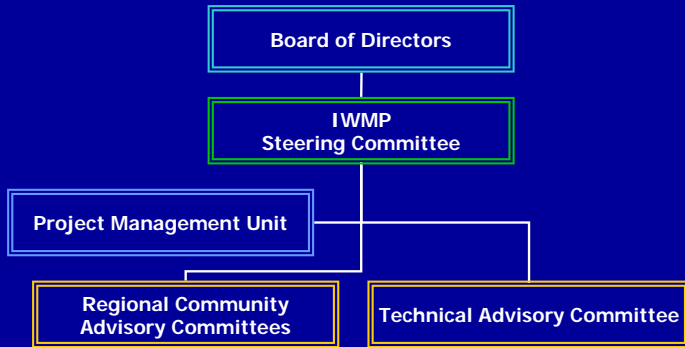 Board of Directors
IWMP
Steering Committee
Project Management Unit
Regional Community
Advisory Committees
Technical Advisory Committee